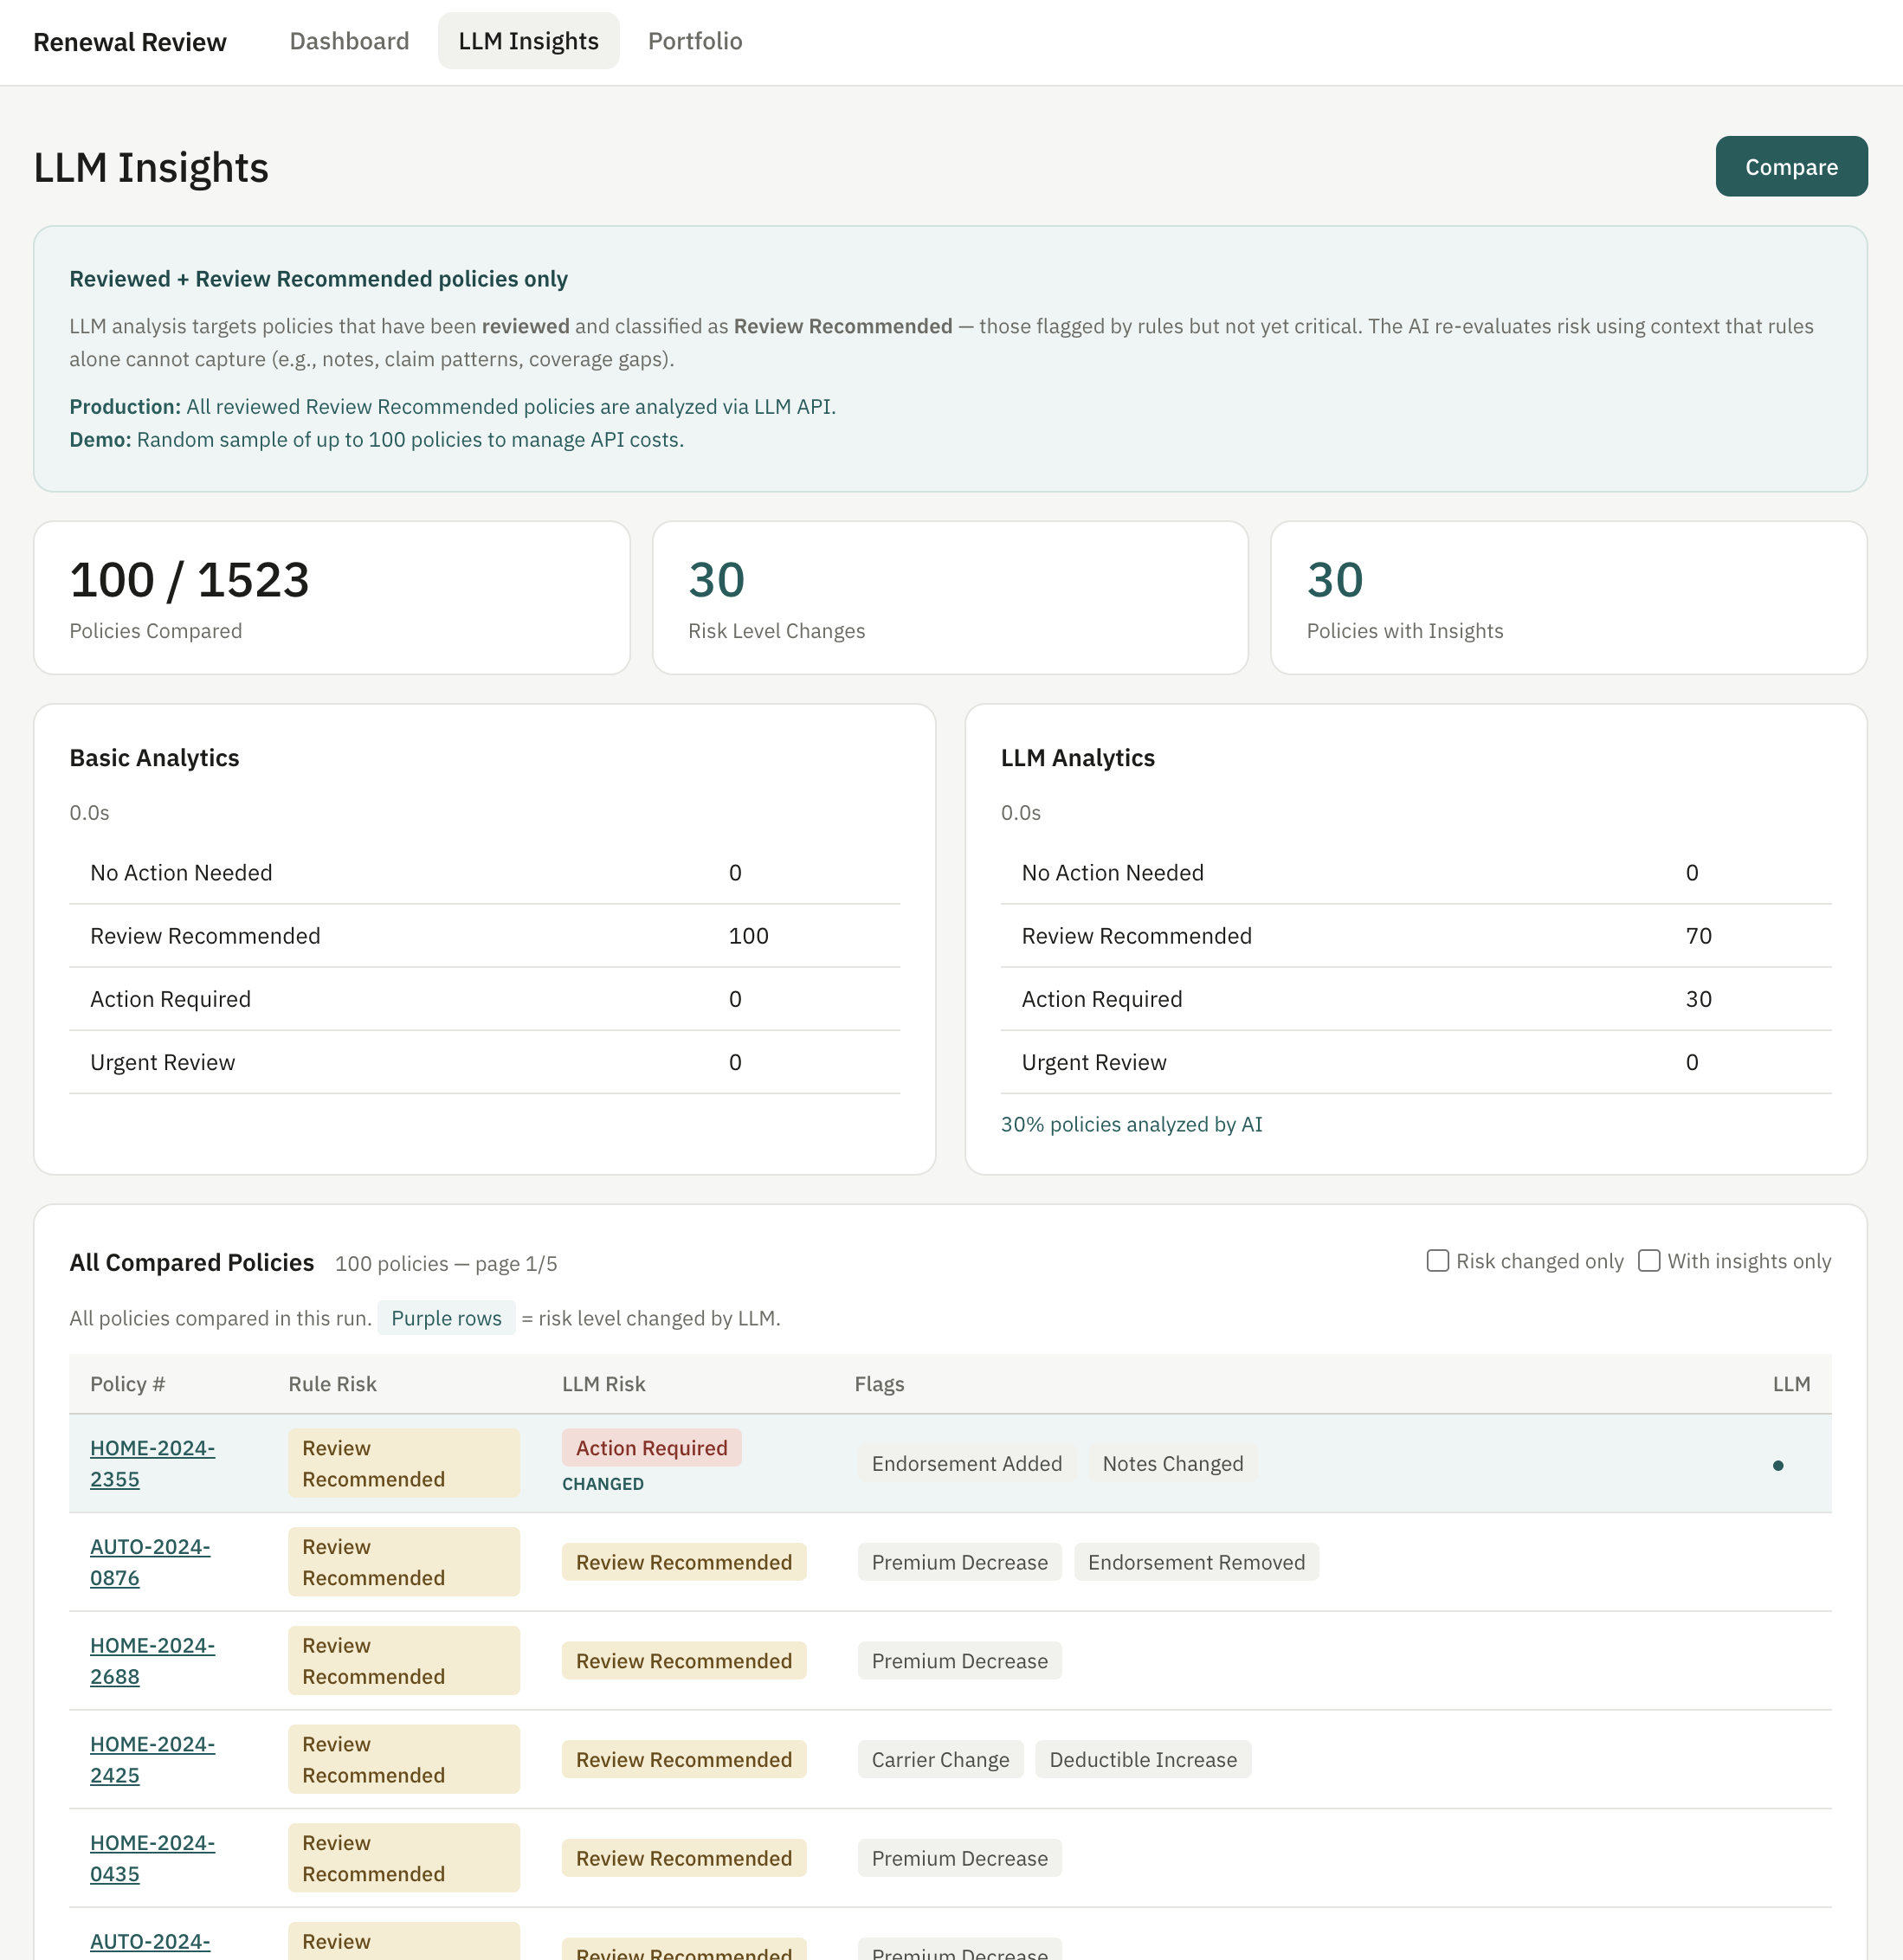 Renewal Review Dashboard LLM Insights Portfolio
LLM Insights Compare
Reviewed + Review Recommended policies only
LLM analysis targets policies that have been reviewed and classified as Review Recommended — those flagged by rules but not yet critical. The AI re-evaluates risk using context that rules
alone cannot capture (e.g., notes, claim patterns, coverage gaps).
Production: All reviewed Review Recommended policies are analyzed via LLM API.
Demo: Random sample of up to 100 policies to manage API costs.
100 / 1523
Policies Compared
30
Risk Level Changes
30
Policies with Insights
Basic Analytics
0.0s
No Action Needed 0
Review Recommended 100
Action Required 0
Urgent Review 0
LLM Analytics
0.0s
No Action Needed 0
Review Recommended 70
Action Required 30
Urgent Review 0
30% policies analyzed by AI
All Compared Policies 100 policies — page 1/5 Risk changed only With insights only
All policies compared in this run. Purple rows = risk level changed by LLM.
Policy # Rule Risk LLM Risk Flags LLM
HOME-2024-
2355
Review
Recommended
Action Required
CHANGED
Endorsement Added Notes Changed
AUTO-2024-
0876
Review
Recommended
Review Recommended
Premium Decrease Endorsement Removed
HOME-2024-
2688
Review
Recommended
Review Recommended
Premium Decrease
HOME-2024-
2425
Review
Recommended
Review Recommended
Carrier Change Deductible Increase
HOME-2024-
0435
Review
Recommended
Review Recommended
Premium Decrease
AUTO-2024-
Review
Review Recommended
Premium Decrease